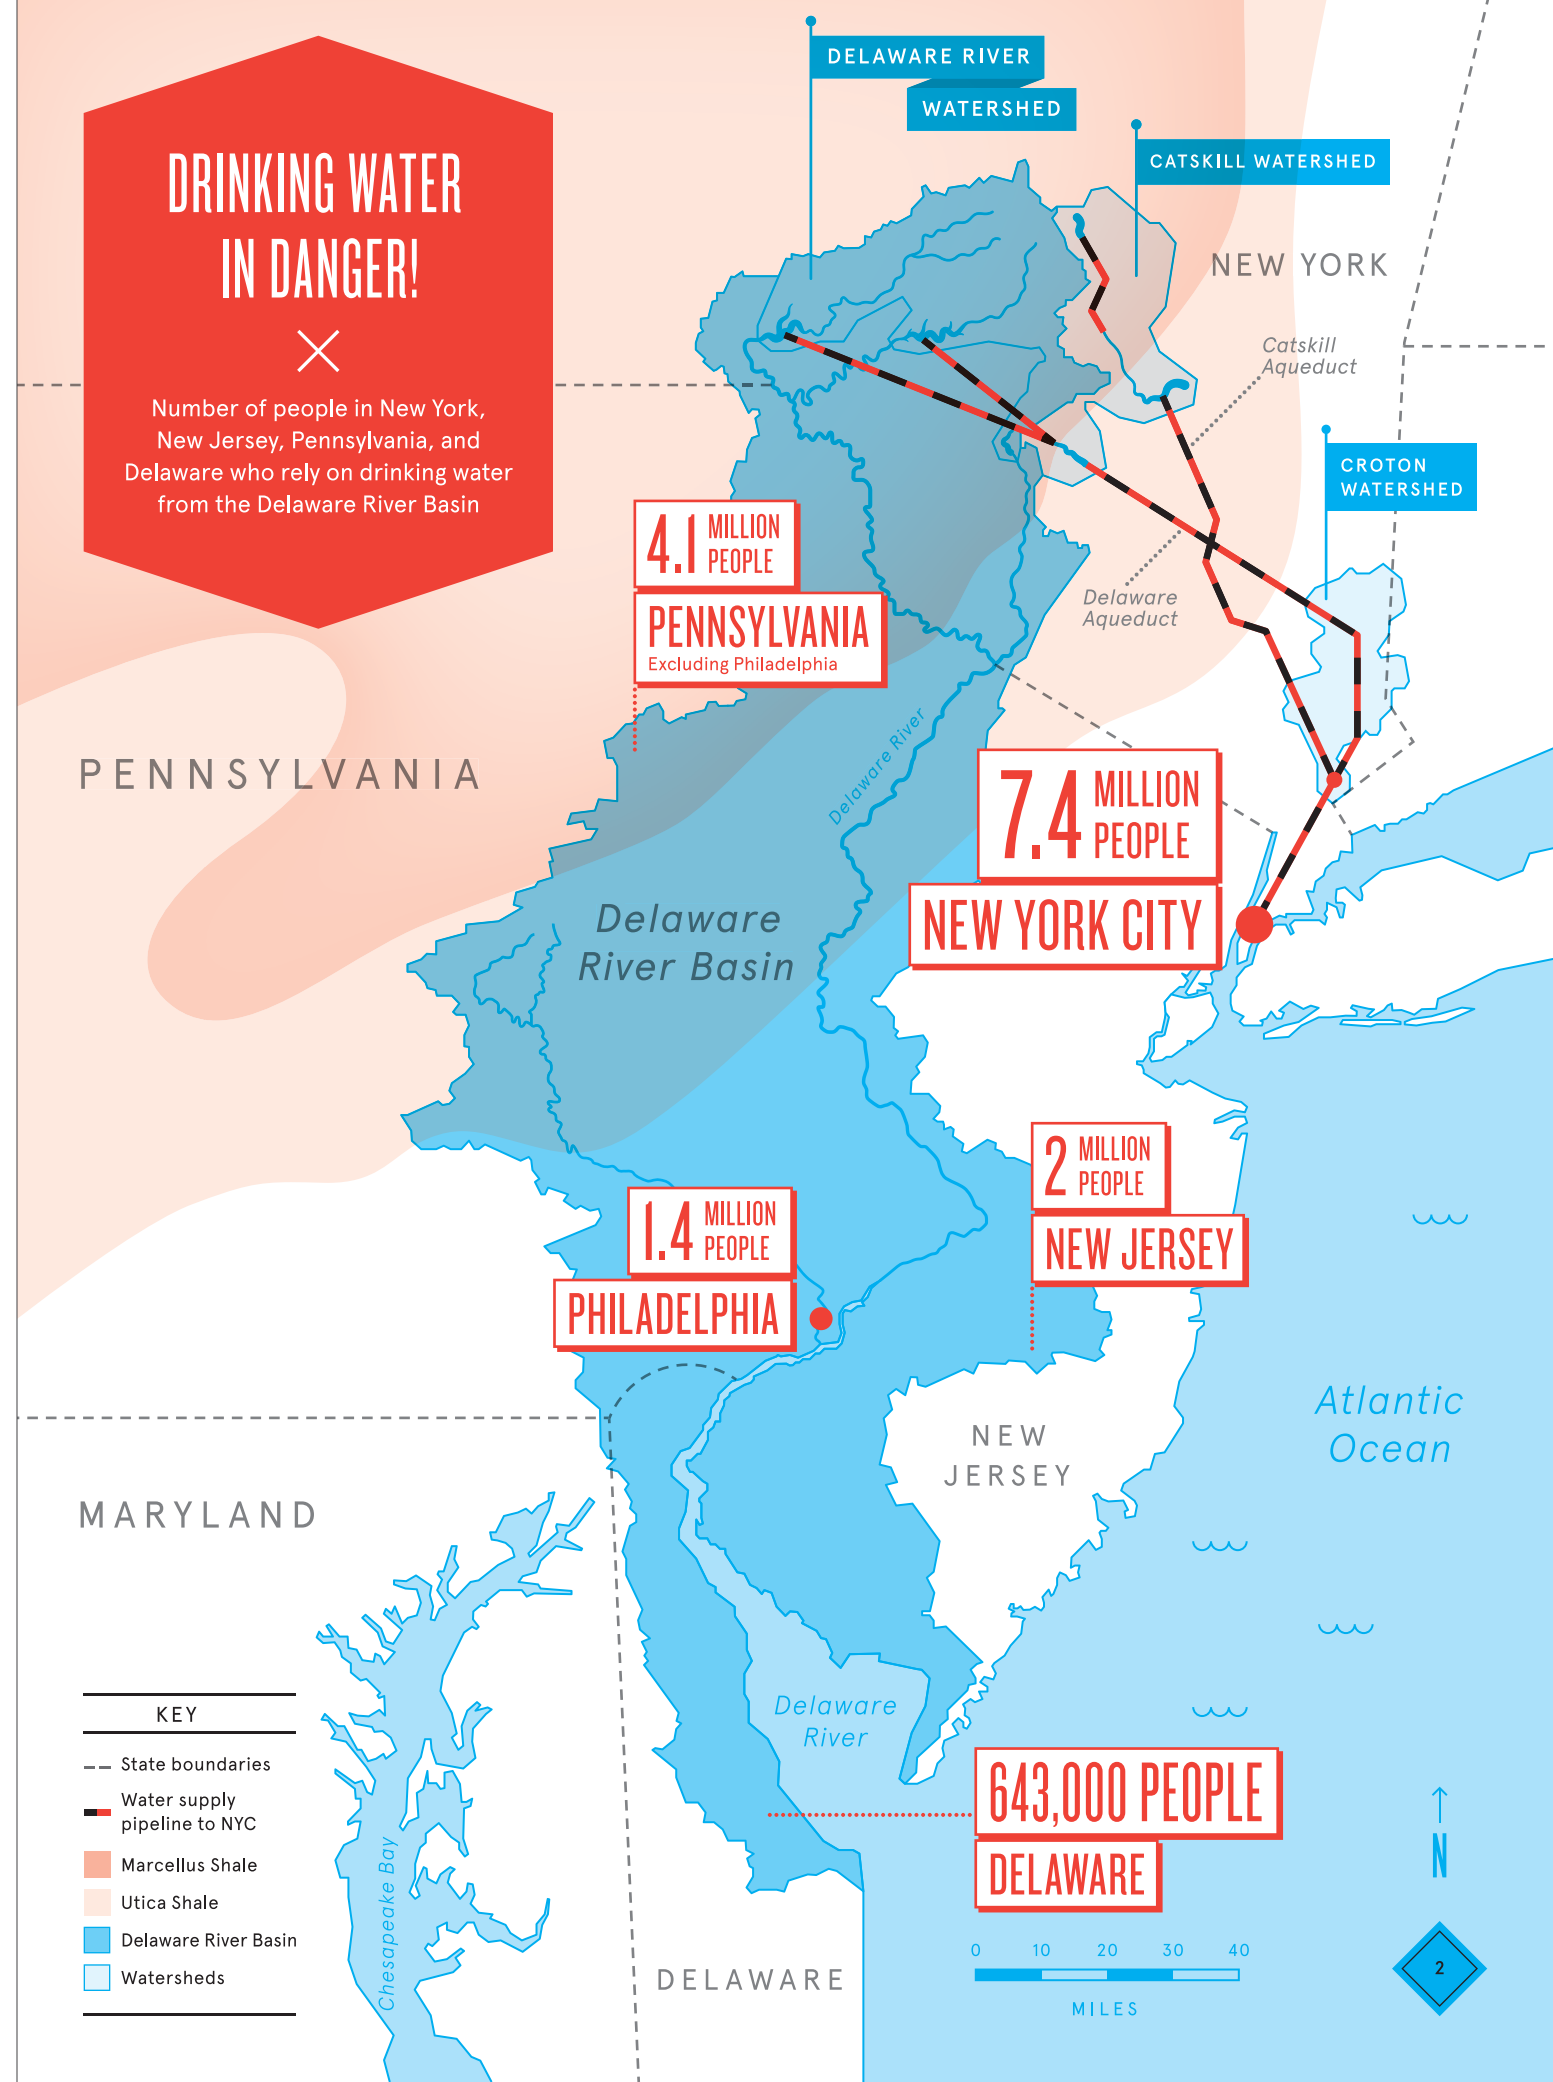 DELAWARE RIVER
WATERSHED
CATSKILL WATERSHED
DRINKING WATER
IN DANGER!
Number of people in New York,
New Jersey, Pennsylvania, and
Delaware who rely on drinking water
from the Delaware River Basin
NEW YORK
Catskill
Aqueduct
CROTON
WATERSHED
4.1 MILLION
PEOPLE
PENNSYLVANIA
Excluding Philadelphia
Delaware
Aqueduct
PENNSYLVANIA
Delaware River
7.4 MILLION
PEOPLE
NEW YORK CITY
Delaware
River Basin
2 MILLION
PEOPLE
NEW JERSEY
1.4 MILLION
PEOPLE
PHILADELPHIA
Atlantic
Ocean
NEW
JERSEY
MARYLAND
Delaware
River
KEY
State boundaries
Water supply
pipeline to NYC
Marcellus Shale
Utica Shale
Delaware River Basin
Watersheds
Chesapeake Bay
643,000 PEOPLE
DELAWARE
N
DELAWARE
0 10 20 30 40
MILES
2